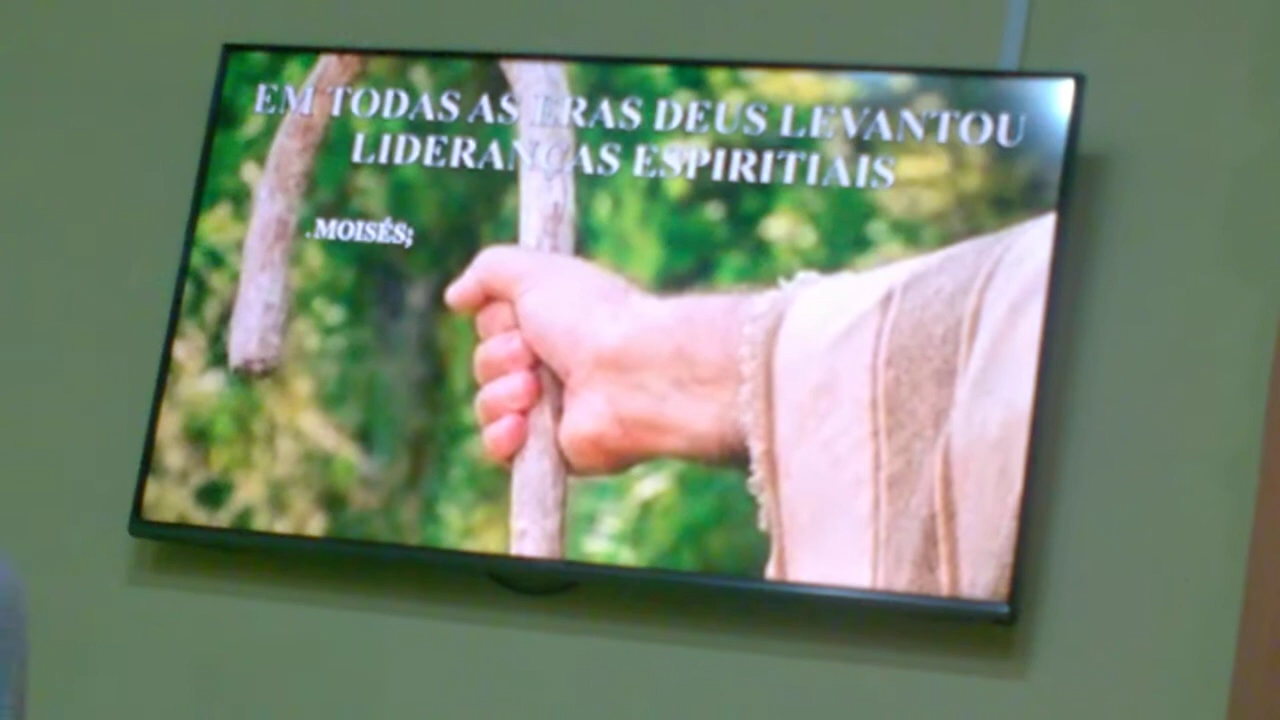 EM TODAS AS ERAS DEUS LEVANTOU
LIDERANÇAS ESPIRITIAIS
.MOISÉS;